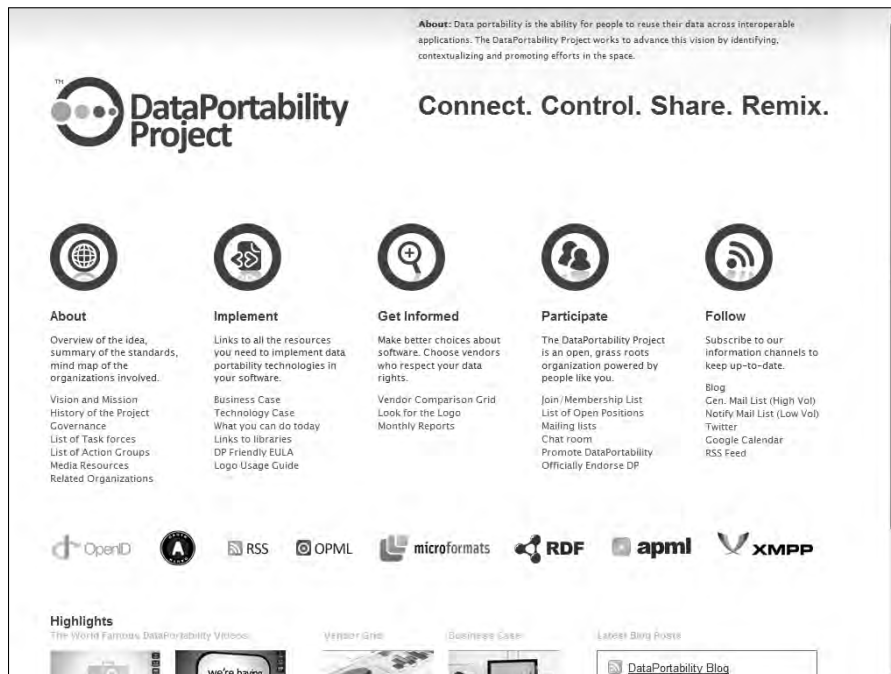 About: Data portability is the ability for people to reuse their data across interoperable
applications. The DataPortability Project works to advance this vision by identifying,
contextualizing and promoting efforts in the space.
TM
DataPortability
Project
Connect. Control. Share. Remix.
About
Overview of the idea,
summary of the standards,
mind map of the
organizations involved.
Vision and Mission
History of the Project
Governance
List of Task forces
List of Action Groups
Media Resources
Related Organizations
Implement
Links to all the resources
you need to implement data
portability technologies in
your software.
Business Case
Technology Case
What you can do today
Links to libraries
DP Friendly EULA
Logo Usage Guide
Get Informed
Make better choices about
software. Choose vendors
who respect your data
rights.
Vendor Comparison Grid
Look for the Logo
Monthly Reports
Participate
The DataPortability Project
is an open, grass roots
organization powered by
people like you.
Join/Membership List
List of Open Positions
Mailing lists
Chat room
Promote DataPortability
Officially Endorse DP
Follow
Subscribe to our
information channels to
keep up-to-date.
Blog
Gen. Mail List (High Vol)
Notify Mail List (Low Vol)
Twitter
Google Calendar
RSS Feed
OpenID
A
RSS
OPML
microformats
RDF
apml
XMPP
Highlights
The World Famous DataPortability Videos
Vendor Grid
Business Case
Latest Blog Posts
we're having
DataPortability Blog